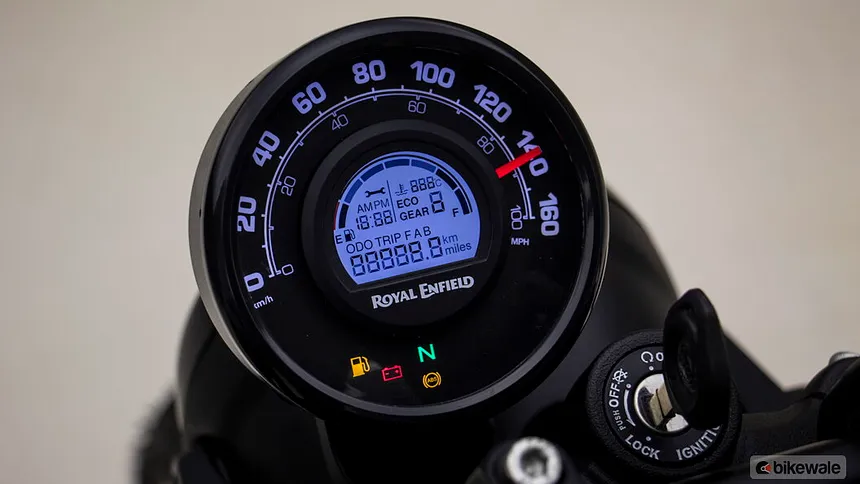 0 20 40 60 80 100 120 140 160
km/h
0 20 40 60 80 100
MPH
888°C
AM PM ECO
18:88 GEAR 8
E F
ODO TRIP F A B
88888.8 km miles
ROYAL ENFIELD
N
ABS
OFF
PUSH
LOCK
IGNITI
bikewale